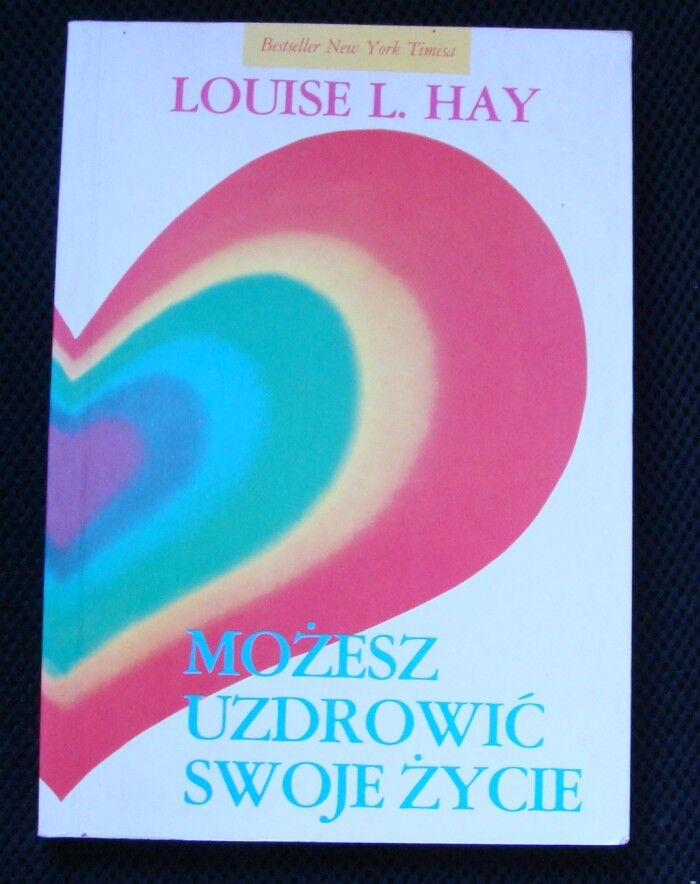 Bestseller New York Timesa
LOUISE L. HAY
MOŻESZ
UZDROWIĆ
SWOJE ŻYCIE